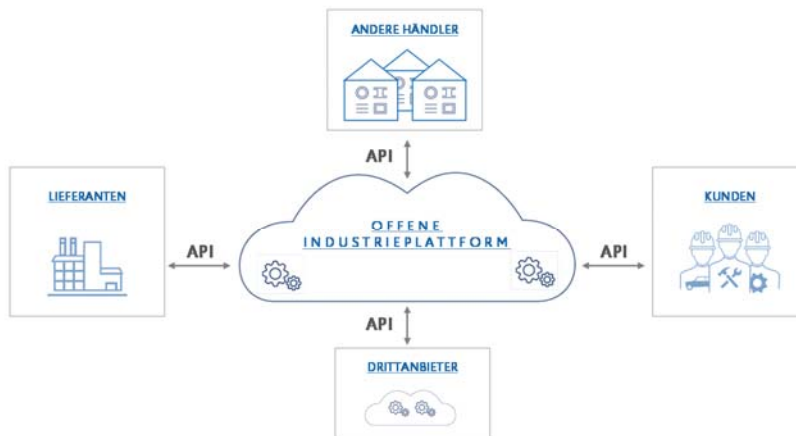 ANDERE HÄNDLER
API
LIEFERANTEN
API
OFFENE
INDUSTRIEPLATTFORM
API
KUNDEN
API
DRITTANBIETER